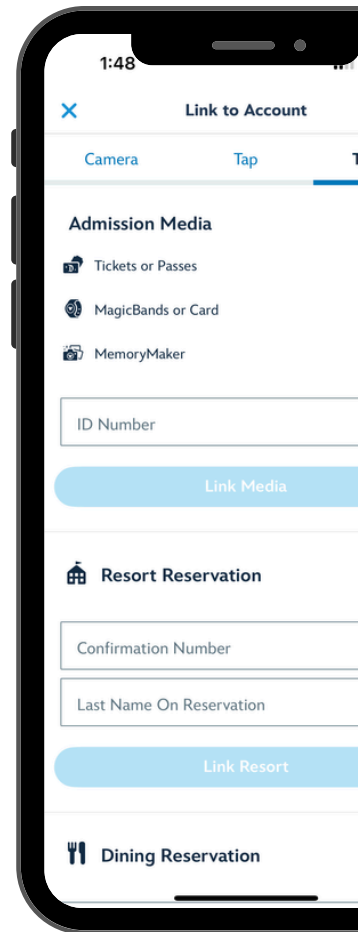 1:48
Link to Account
Camera Tap T
Admission Media
Tickets or Passes
MagicBands or Card
MemoryMaker
ID Number
Link Media
Resort Reservation
Confirmation Number
Last Name On Reservation
Link Resort
Dining Reservation